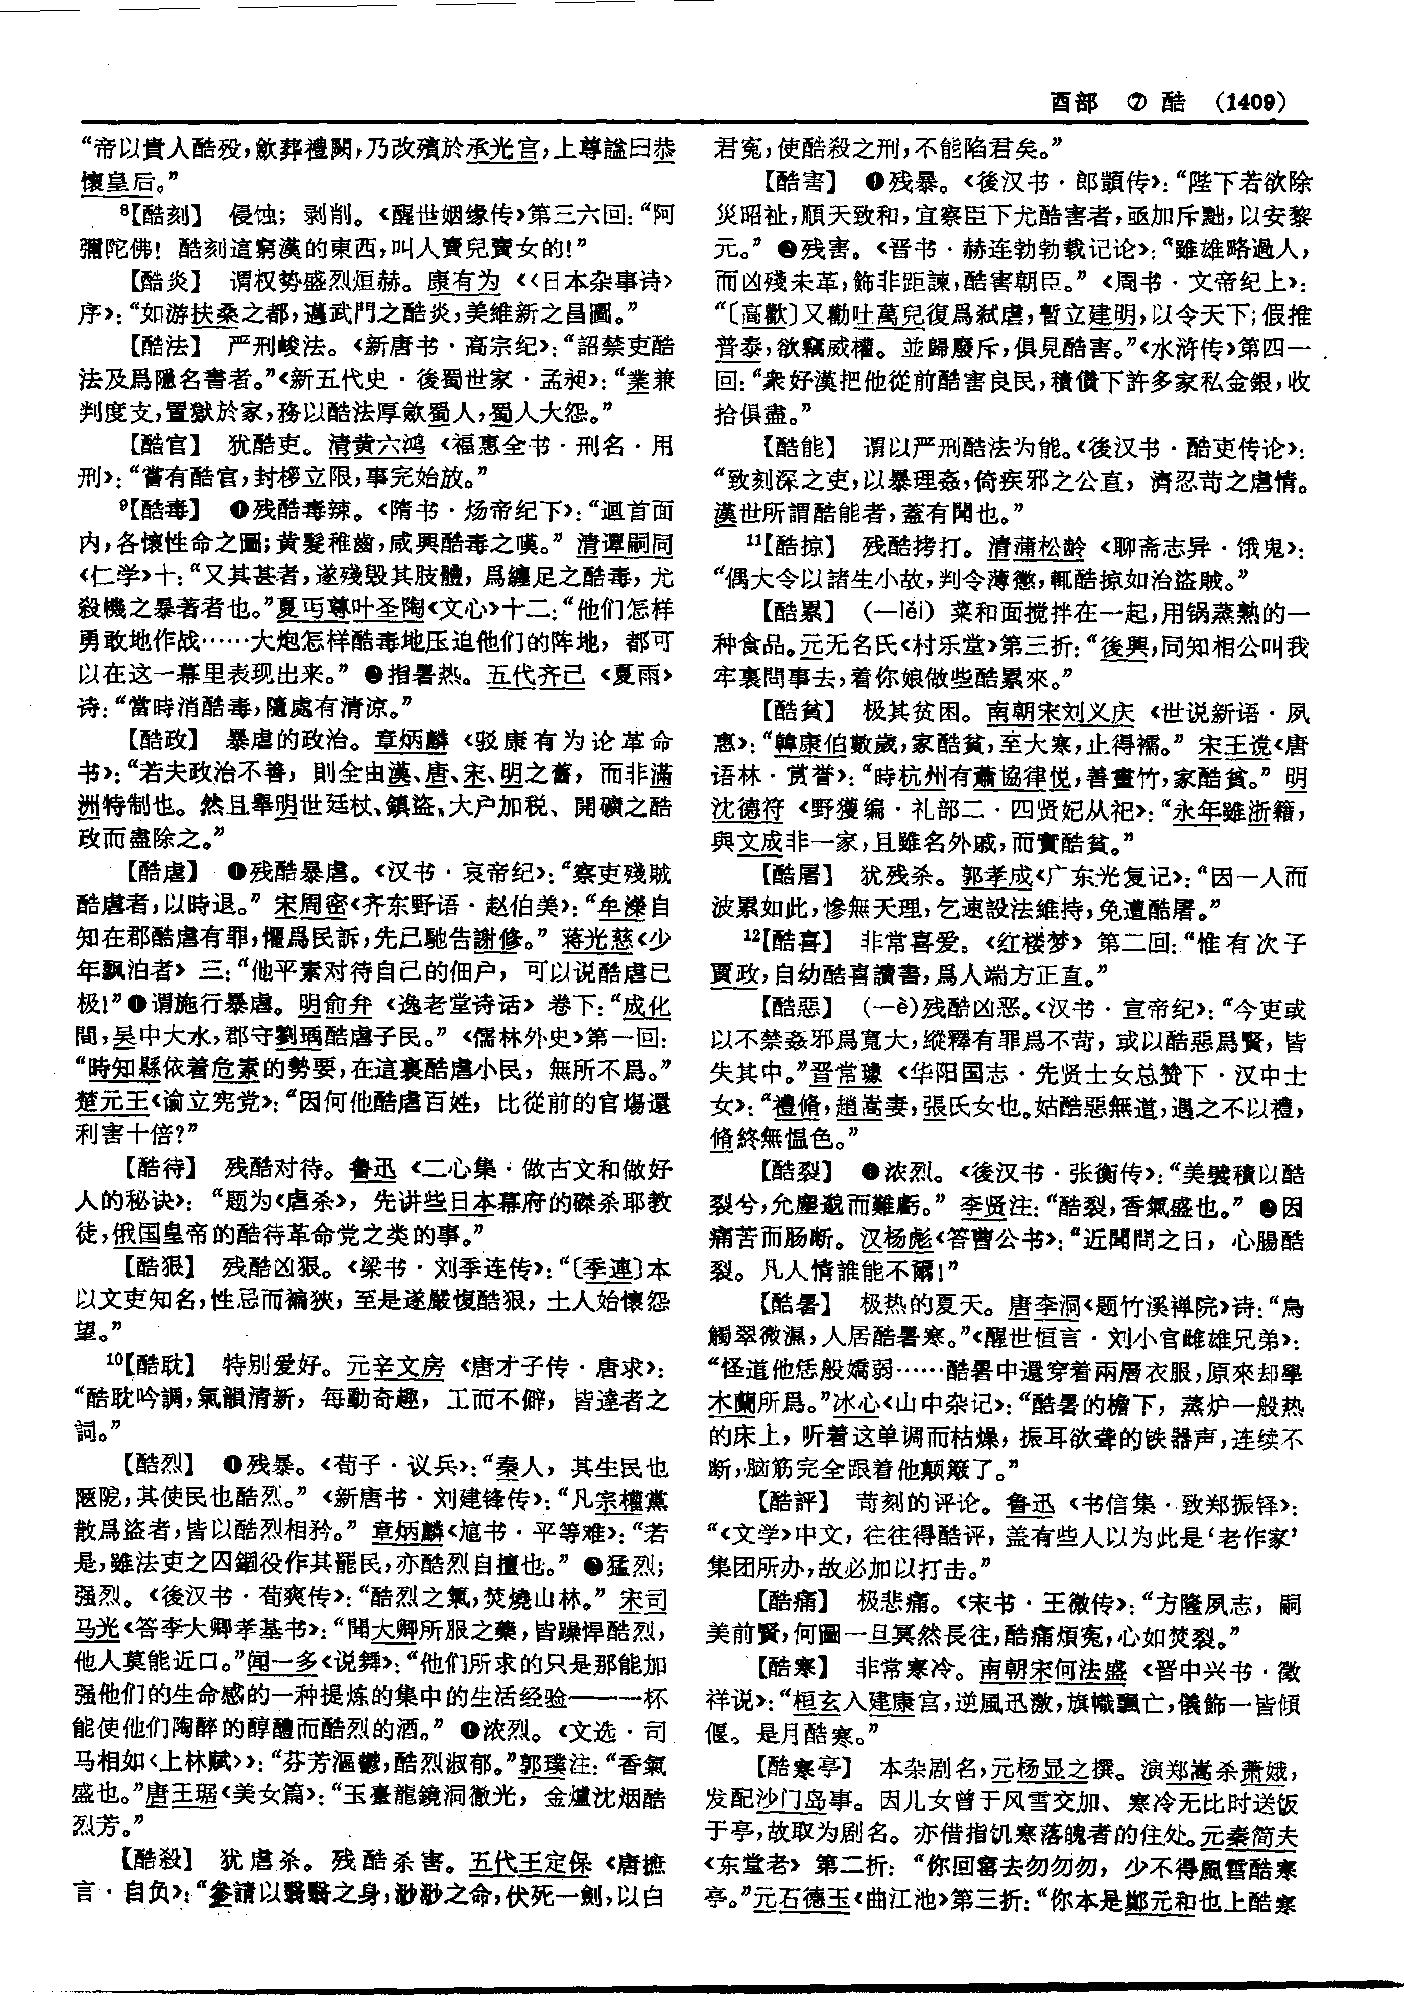 酉部 ⑦ 酷 （1409）
“帝以貴人酷殁，斂葬禮闕，乃改殯於承光宫，上尊謚曰恭
懷皇后。”
8【酷刻】 侵蚀；剥削。《醒世姻缘传》第三六回：“阿
彌陀佛！酷刻這窮漢的東西，叫人賣兒賣女的！”
【酷炎】 谓权势盛烈烜赫。康有为《〈日本杂事诗〉
序》：“如游扶桑之都，邁武門之酷炎，美維新之昌圖。”
【酷法】 严刑峻法。《新唐书·高宗纪》：“詔禁吏酷
法及爲隱名書者。”《新五代史·後蜀世家·孟昶》：“業兼
判度支，置獄於家，務以酷法厚斂蜀人，蜀人大怨。”
【酷官】 犹酷吏。清黄六鸿《福惠全书·刑名·用
刑》：“嘗有酷官，封桚立限，事完始放。”
9【酷毒】 ❶残酷毒辣。《隋书·炀帝纪下》：“迴首面
内，各懷性命之圖；黄髮稚齒，咸興酷毒之嘆。” 清谭嗣同
《仁学》十：“又其甚者，遂殘毁其肢體，爲纏足之酷毒，尤
殺機之暴著者也。”夏丏尊叶圣陶《文心》十二：“他们怎样
勇敢地作战……大炮怎样酷毒地压迫他们的阵地，都可
以在这一幕里表现出来。” ❷指暑热。五代齐己《夏雨》
诗：“當時消酷毒，隨處有清凉。”
【酷政】 暴虐的政治。章炳麟《驳康有为论革命
书》：“若夫政治不善，則全由漢、唐、宋、明之舊，而非滿
洲特制也。然且舉明世廷杖、鎮盜、大户加税、開礦之酷
政而盡除之。”
【酷虐】 ❶残酷暴虐。《汉书·哀帝纪》：“察吏殘賊
酷虐者，以時退。” 宋周密《齐东野语·赵伯美》：“牟濚自
知在郡酷虐有罪，懼爲民訴，先已馳告謝修。” 蒋光慈《少
年飘泊者》三：“他平素对待自己的佃户，可以说酷虐已
极！”❷谓施行暴虐。明俞弁《逸老堂诗话》卷下：“成化
間，吴中大水，郡守劉瑀酷虐子民。”《儒林外史》第一回：
“時知縣依着危素的勢要，在這裏酷虐小民，無所不爲。”
楚元王《谕立宪党》：“因何他酷虐百姓，比從前的官場還
利害十倍？”
【酷待】 残酷对待。鲁迅《二心集·做古文和做好
人的秘诀》：“题为《虐杀》，先讲些日本幕府的磔杀耶教
徒，俄国皇帝的酷待革命党之类的事。”
【酷狠】 残酷凶狠。《梁书·刘季连传》：“〔季連〕本
以文吏知名，性忌而褊狹，至是遂嚴愎酷狠，土人始懷怨
望。”
10【酷耽】 特别爱好。元辛文房《唐才子传·唐求》：
“酷耽吟調，氣韻清新，每動奇趣，工而不僻，皆達者之
詞。”
【酷烈】 ❶残暴。《荀子·议兵》：“秦人，其生民也
陿阸，其使民也酷烈。”《新唐书·刘建锋传》：“凡宗權黨
散爲盜者，皆以酷烈相矜。” 章炳麟《訄书·平等难》：“若
是，雖法吏之囚錮役作其罷民，亦酷烈自擅也。” ❷猛烈；
强烈。《後汉书·荀爽传》：“酷烈之氣，焚燒山林。” 宋司
马光《答李大卿孝基书》：“聞大卿所服之藥，皆躁悍酷烈，
他人莫能近口。”闻一多《说舞》：“他们所求的只是那能加
强他们的生命感的一种提炼的集中的生活经验——一杯
能使他们陶醉的醇醴而酷烈的酒。” ❸浓烈。《文选·司
马相如〈上林赋〉》：“芬芳漚鬱，酷烈淑郁。”郭璞注：“香氣
盛也。”唐王琚《美女篇》：“玉臺龍鏡洞徹光，金爐沈烟酷
烈芳。”
【酷殺】 犹虐杀。残酷杀害。五代王定保《唐摭
言·自负》：“參請以翳翳之身，渺渺之命，伏死一劍，以白
君寃，使酷殺之刑，不能陷君矣。”
【酷害】 ❶残暴。《後汉书·郎顗传》：“陛下若欲除
災昭祉，順天致和，宜察臣下尤酷害者，亟加斥黜，以安黎
元。” ❷残害。《晋书·赫连勃勃载记论》：“雖雄略過人，
而凶殘未革，飾非距諫，酷害朝臣。”《周书·文帝纪上》：
“〔高歡〕又勸吐萬兒復爲弑虐，暫立建明，以令天下；假推
普泰，欲竊威權。並歸廢斥，俱見酷害。”《水浒传》第四一
回：“衆好漢把他從前酷害良民，積儹下許多家私金銀，收
拾俱盡。”
【酷能】 谓以严刑酷法为能。《後汉书·酷吏传论》：
“致刻深之吏，以暴理姦，倚疾邪之公直，濟忍苛之虐情。
漢世所謂酷能者，蓋有聞也。”
11【酷掠】 残酷拷打。清蒲松龄《聊斋志异·饿鬼》：
“偶大令以諸生小故，判令薄懲，輒酷掠如治盜賊。”
【酷累】 （—lěi）菜和面搅拌在一起，用锅蒸熟的一
种食品。元无名氏《村乐堂》第三折：“後興，同知相公叫我
牢裏問事去，着你娘做些酷累來。”
【酷貧】 极其贫困。南朝宋刘义庆《世说新语·夙
惠》：“韓康伯數歲，家酷貧，至大寒，止得襦。” 宋王谠《唐
语林·赏誉》：“時杭州有蕭協律悦，善畫竹，家酷貧。” 明
沈德符《野獲编·礼部二·四贤妃从祀》：“永年雖浙籍，
與文成非一家，且雖名外戚，而實酷貧。”
【酷屠】 犹残杀。郭孝成《广东光复记》：“因一人而
波累如此，慘無天理，乞速設法維持，免遭酷屠。”
12【酷喜】 非常喜爱。《红楼梦》第二回：“惟有次子
賈政，自幼酷喜讀書，爲人端方正直。”
【酷惡】 （—è）残酷凶恶。《汉书·宣帝纪》：“今吏或
以不禁姦邪爲寬大，縱釋有罪爲不苛，或以酷惡爲賢，皆
失其中。”晋常璩《华阳国志·先贤士女总赞下·汉中士
女》：“禮脩，趙嵩妻，張氏女也。姑酷惡無道，遇之不以禮，
脩終無愠色。”
【酷裂】 ❶浓烈。《後汉书·张衡传》：“美襞積以酷
裂兮，允塵邈而難虧。” 李贤注：“酷裂，香氣盛也。” ❷因
痛苦而肠断。汉杨彪《答曹公书》：“近聞問之日，心腸酷
裂。凡人情誰能不爾！”
【酷暑】 极热的夏天。唐李洞《题竹溪禅院》诗：“鳥
觸翠微濕，人居酷暑寒。”《醒世恒言·刘小官雌雄兄弟》：
“怪道他恁般嬌弱……酷暑中還穿着兩層衣服，原來却學
木蘭所爲。”冰心《山中杂记》：“酷暑的檐下，蒸炉一般热
的床上，听着这单调而枯燥，振耳欲聋的铁器声，连续不
断，脑筋完全跟着他颠簸了。”
【酷評】 苛刻的评论。鲁迅《书信集·致郑振铎》：
“《文学》中文，往往得酷评，盖有些人以为此是‘老作家’
集团所办，故必加以打击。”
【酷痛】 极悲痛。《宋书·王微传》：“方隆夙志，嗣
美前賢，何圖一旦冥然長往，酷痛煩寃，心如焚裂。”
【酷寒】 非常寒冷。南朝宋何法盛《晋中兴书·徵
祥说》：“桓玄入建康宫，逆風迅激，旗幟飄亡，儀飾一皆傾
偃。是月酷寒。”
【酷寒亭】 本杂剧名，元杨显之撰。演郑嵩杀萧娥，
发配沙门岛事。因儿女曾于风雪交加、寒冷无比时送饭
于亭，故取为剧名。亦借指饥寒落魄者的住处。元秦简夫
《东堂老》第二折：“你回窰去勿勿勿，少不得風雪酷寒
亭。”元石德玉《曲江池》第三折：“你本是鄭元和也上酷寒